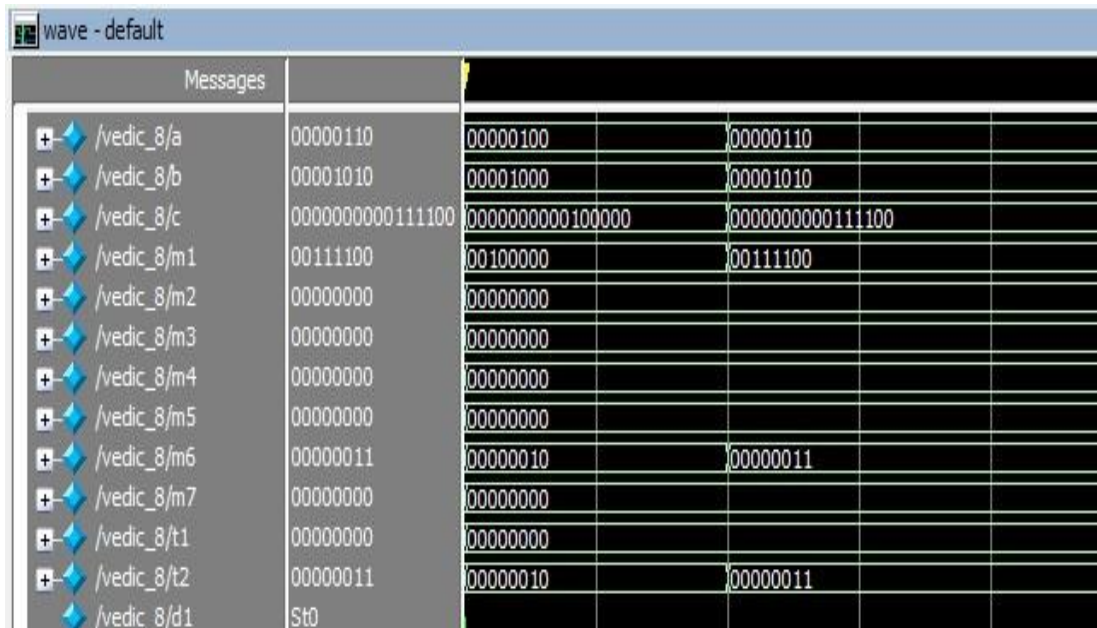 wave - default
Messages
/vedic_8/a 00000110 00000100 00000110
/vedic_8/b 00001010 00001000 00001010
/vedic_8/c 0000000000111100 0000000000100000 0000000000111100
/vedic_8/m1 00111100 00100000 00111100
/vedic_8/m2 00000000 00000000
/vedic_8/m3 00000000 00000000
/vedic_8/m4 00000000 00000000
/vedic_8/m5 00000000 00000000
/vedic_8/m6 00000011 00000010 00000011
/vedic_8/m7 00000000 00000000
/vedic_8/t1 00000000 00000000
/vedic_8/t2 00000011 00000010 00000011
/vedic_8/d1 St0